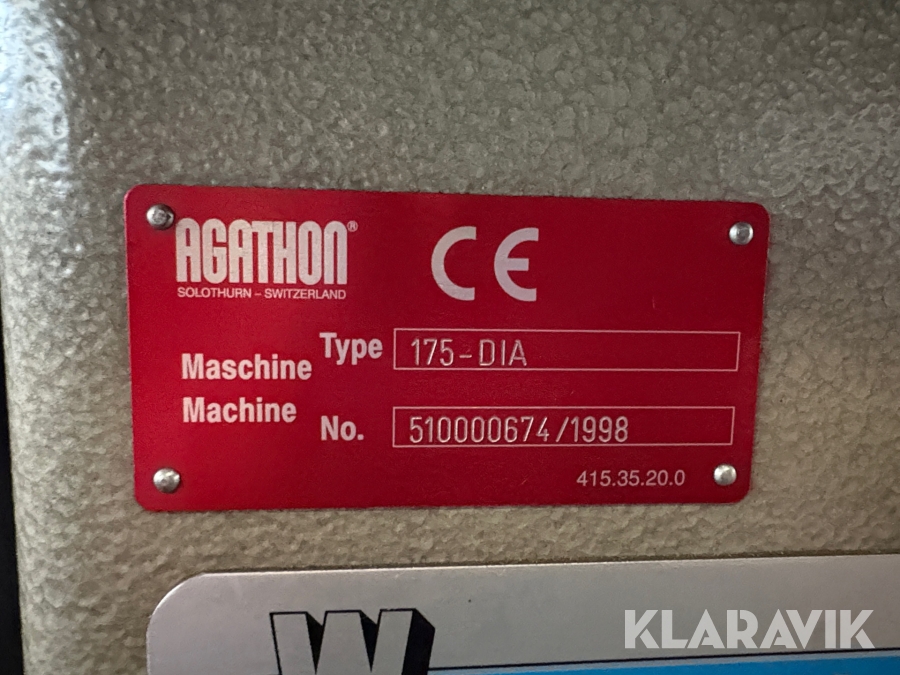 AGATHON®
SOLOTHURN – SWITZERLAND
CE
Maschine
Machine
Type 175-DIA
No. 510000674/1998
415.35.20.0
W
KLARAVIK